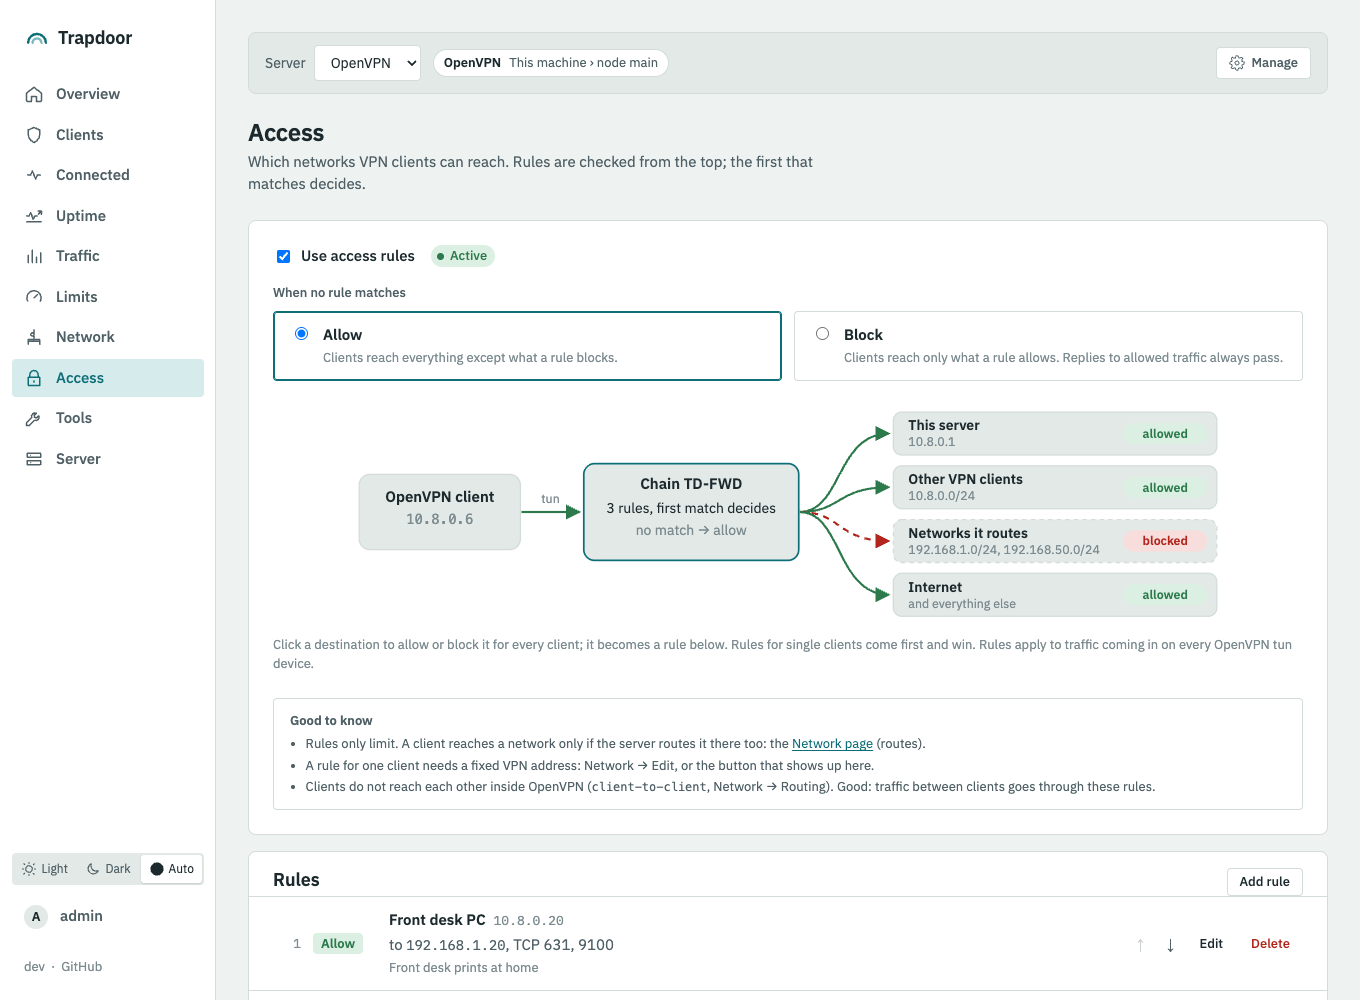 Trapdoor
Overview
Clients
Connected
Uptime
Traffic
Limits
Network
Access
Tools
Server
Light
Dark
Auto
A
admin
dev · GitHub
Server
OpenVPN
OpenVPN This machine › node main
Manage
Access
Which networks VPN clients can reach. Rules are checked from the top; the first that
matches decides.
Use access rules
Active
When no rule matches
Allow
Clients reach everything except what a rule blocks.
Block
Clients reach only what a rule allows. Replies to allowed traffic always pass.
OpenVPN client
10.8.0.6
tun
Chain TD-FWD
3 rules, first match decides
no match → allow
This server
10.8.0.1
allowed
Other VPN clients
10.8.0.0/24
allowed
Networks it routes
192.168.1.0/24, 192.168.50.0/24
blocked
Internet
and everything else
allowed
Click a destination to allow or block it for every client; it becomes a rule below. Rules for single clients come first and win. Rules apply to traffic coming in on every OpenVPN tun
device.
Good to know
• Rules only limit. A client reaches a network only if the server routes it there too: the Network page (routes).
• A rule for one client needs a fixed VPN address: Network → Edit, or the button that shows up here.
• Clients do not reach each other inside OpenVPN (client-to-client, Network → Routing). Good: traffic between clients goes through these rules.
Rules
Add rule
1
Allow
Front desk PC 10.8.0.20
to 192.168.1.20, TCP 631, 9100
Front desk prints at home
↑ ↓ Edit Delete